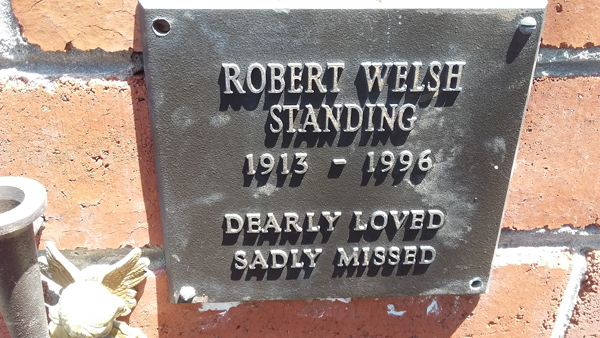 ROBERT WELSH
STANDING
1913 - 1996
DEARLY LOVED
SADLY MISSED